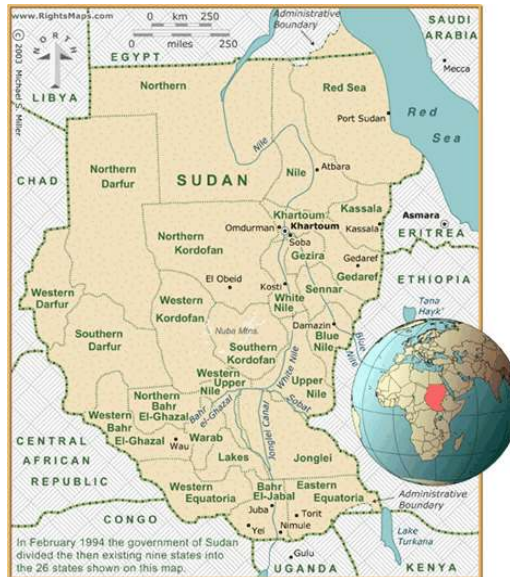 www.RightsMaps.com
© 2003 Michael S. Miller
NORTH
0 km 250
0 miles 250
Administrative
Boundary
SAUDI
ARABIA
EGYPT
Mecca
LIBYA
Northern
Red Sea
Red
Sea
Port Sudan
Nile
CHAD
Northern
Darfur
SUDAN
Nile
Atbara
Khartoum
Kassala
Omdurman
Khartoum
Kassala
Asmara
ERITREA
Northern
Kordofan
Soba
Gezira
Gedaref
Gedaref
ETHIOPIA
El Obeid
Kosti
Sennar
White
Nile
Tana
Hayk'
Western
Darfur
Western
Kordofan
Damazin
Nuba Mtns.
Blue
Nile
Blue
Nile
Southern
Darfur
Southern
Kordofan
White Nile
Western
Upper
Nile
Upper
Nile
Northern
Bahr
El-Ghazal
Bahr
el-Ghazal
Sobat
Western
Bahr
El-Ghazal
Warab
Wau
Jonglei Canal
CENTRAL
AFRICAN
REPUBLIC
Lakes
Jonglei
Western
Equatoria
Bahr
El-Jabal
Eastern
Equatoria
Administrative
Boundary
Juba
Torit
CONGO
Yei
Nimule
Lake
Turkana
Gulu
UGANDA
KENYA
In February 1994 the government of Sudan
divided the then existing nine states into
the 26 states shown on this map.